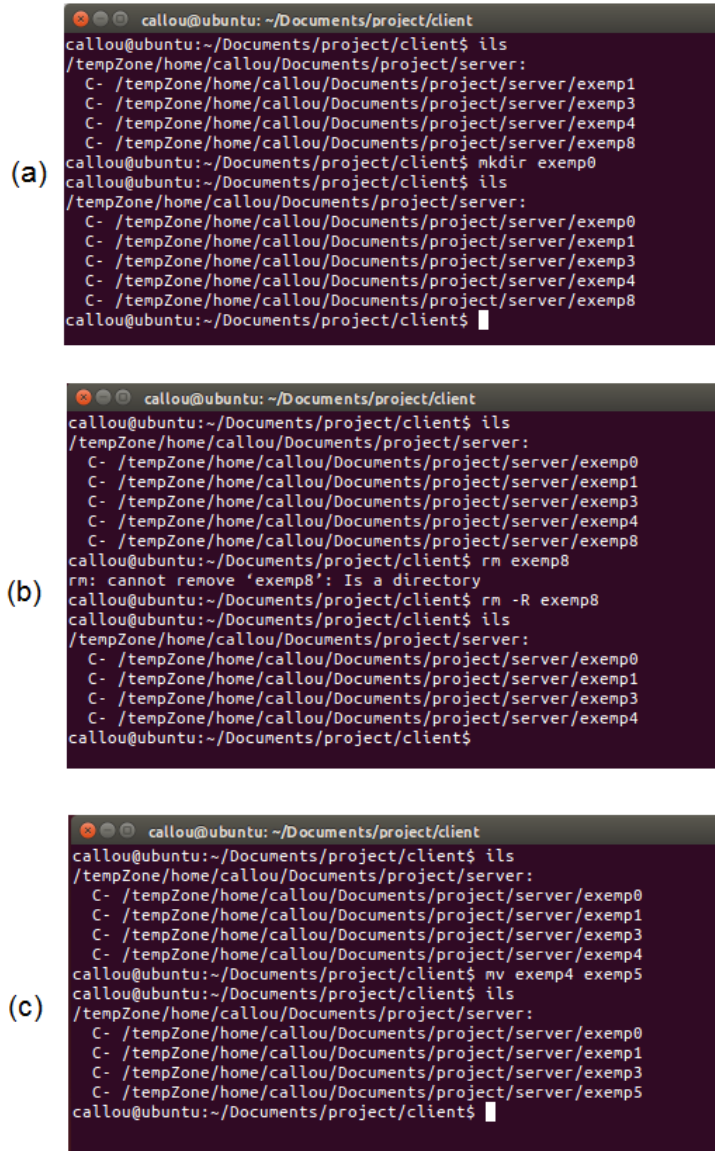 callou@ubuntu: ~/Documents/project/client
callou@ubuntu:~/Documents/project/client$ ils
/tempZone/home/callou/Documents/project/server:
C- /tempZone/home/callou/Documents/project/server/exemp1
C- /tempZone/home/callou/Documents/project/server/exemp3
C- /tempZone/home/callou/Documents/project/server/exemp4
C- /tempZone/home/callou/Documents/project/server/exemp8
(a)
callou@ubuntu:~/Documents/project/client$ mkdir exemp0
callou@ubuntu:~/Documents/project/client$ ils
/tempZone/home/callou/Documents/project/server:
C- /tempZone/home/callou/Documents/project/server/exemp0
C- /tempZone/home/callou/Documents/project/server/exemp1
C- /tempZone/home/callou/Documents/project/server/exemp3
C- /tempZone/home/callou/Documents/project/server/exemp4
C- /tempZone/home/callou/Documents/project/server/exemp8
callou@ubuntu:~/Documents/project/client$
callou@ubuntu: ~/Documents/project/client
callou@ubuntu:~/Documents/project/client$ ils
/tempZone/home/callou/Documents/project/server:
C- /tempZone/home/callou/Documents/project/server/exemp0
C- /tempZone/home/callou/Documents/project/server/exemp1
C- /tempZone/home/callou/Documents/project/server/exemp3
C- /tempZone/home/callou/Documents/project/server/exemp4
C- /tempZone/home/callou/Documents/project/server/exemp8
callou@ubuntu:~/Documents/project/client$ rm exemp8
rm: cannot remove ‘exemp8’: Is a directory
(b)
callou@ubuntu:~/Documents/project/client$ rm -R exemp8
callou@ubuntu:~/Documents/project/client$ ils
/tempZone/home/callou/Documents/project/server:
C- /tempZone/home/callou/Documents/project/server/exemp0
C- /tempZone/home/callou/Documents/project/server/exemp1
C- /tempZone/home/callou/Documents/project/server/exemp3
C- /tempZone/home/callou/Documents/project/server/exemp4
callou@ubuntu:~/Documents/project/client$
callou@ubuntu: ~/Documents/project/client
callou@ubuntu:~/Documents/project/client$ ils
/tempZone/home/callou/Documents/project/server:
C- /tempZone/home/callou/Documents/project/server/exemp0
C- /tempZone/home/callou/Documents/project/server/exemp1
C- /tempZone/home/callou/Documents/project/server/exemp3
C- /tempZone/home/callou/Documents/project/server/exemp4
callou@ubuntu:~/Documents/project/client$ mv exemp4 exemp5
callou@ubuntu:~/Documents/project/client$ ils
(c)
/tempZone/home/callou/Documents/project/server:
C- /tempZone/home/callou/Documents/project/server/exemp0
C- /tempZone/home/callou/Documents/project/server/exemp1
C- /tempZone/home/callou/Documents/project/server/exemp3
C- /tempZone/home/callou/Documents/project/server/exemp5
callou@ubuntu:~/Documents/project/client$